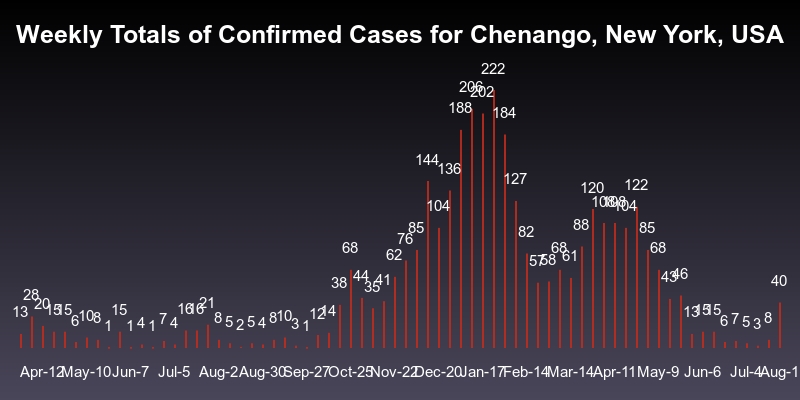 Weekly Totals of Confirmed Cases for Chenango, New York, USA
13 28 20 15 15 6 10 8 1 15 1 4 1 7 4 16 16 21 8 5 2 5 4 8 10 3 1 12 14 38 68 44 35 41 62 76 85 144 104 136 188 206 202 222 184 127 82 57 58 68 61 88 120 108 108 104 122 85 68 43 46 13 15 15 6 7 5 3 8 40
Apr-12 May-10 Jun-7 Jul-5 Aug-2 Aug-30 Sep-27 Oct-25 Nov-22 Dec-20 Jan-17 Feb-14 Mar-14 Apr-11 May-9 Jun-6 Jul-4 Aug-1